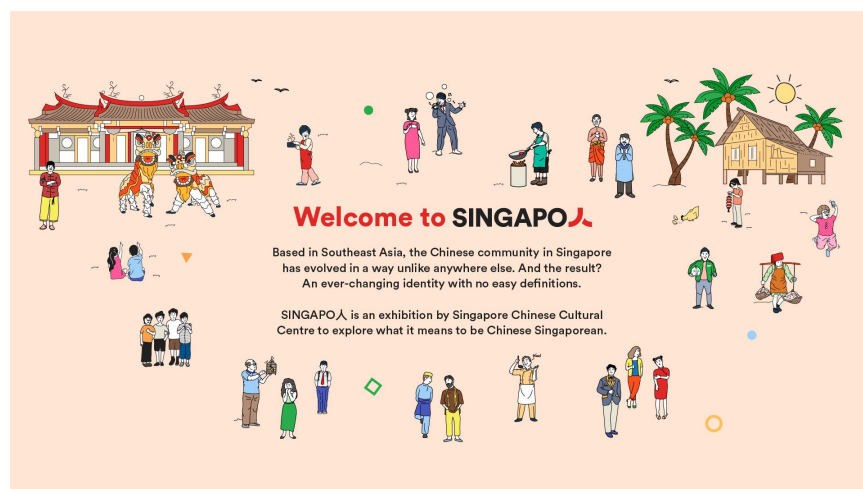 Welcome to SINGAPO人
Based in Southeast Asia, the Chinese community in Singapore
has evolved in a way unlike anywhere else. And the result?
An ever-changing identity with no easy definitions.
SINGAPO人 is an exhibition by Singapore Chinese Cultural
Centre to explore what it means to be Chinese Singaporean.